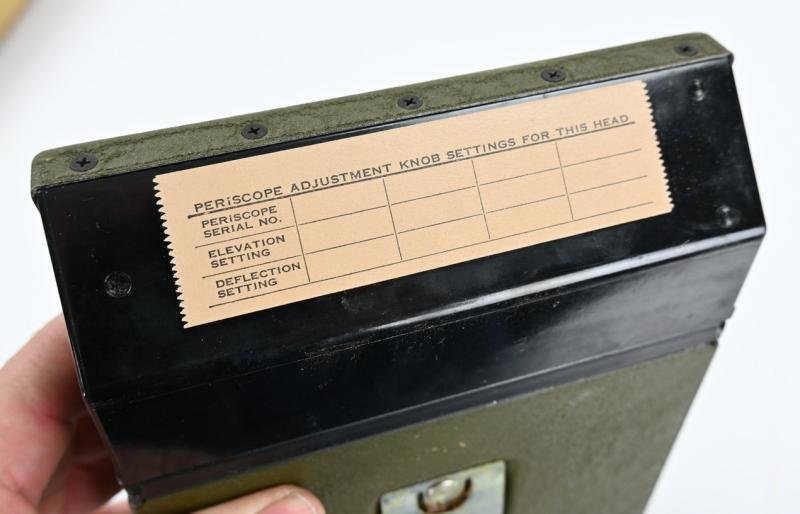 PERiSCOPE ADJUSTMENT KNOB SETTINGS FOR THIS HEAD
PERISCOPE
SERIAL NO.
ELEVATION
SETTING
DEFLECTION
SETTING